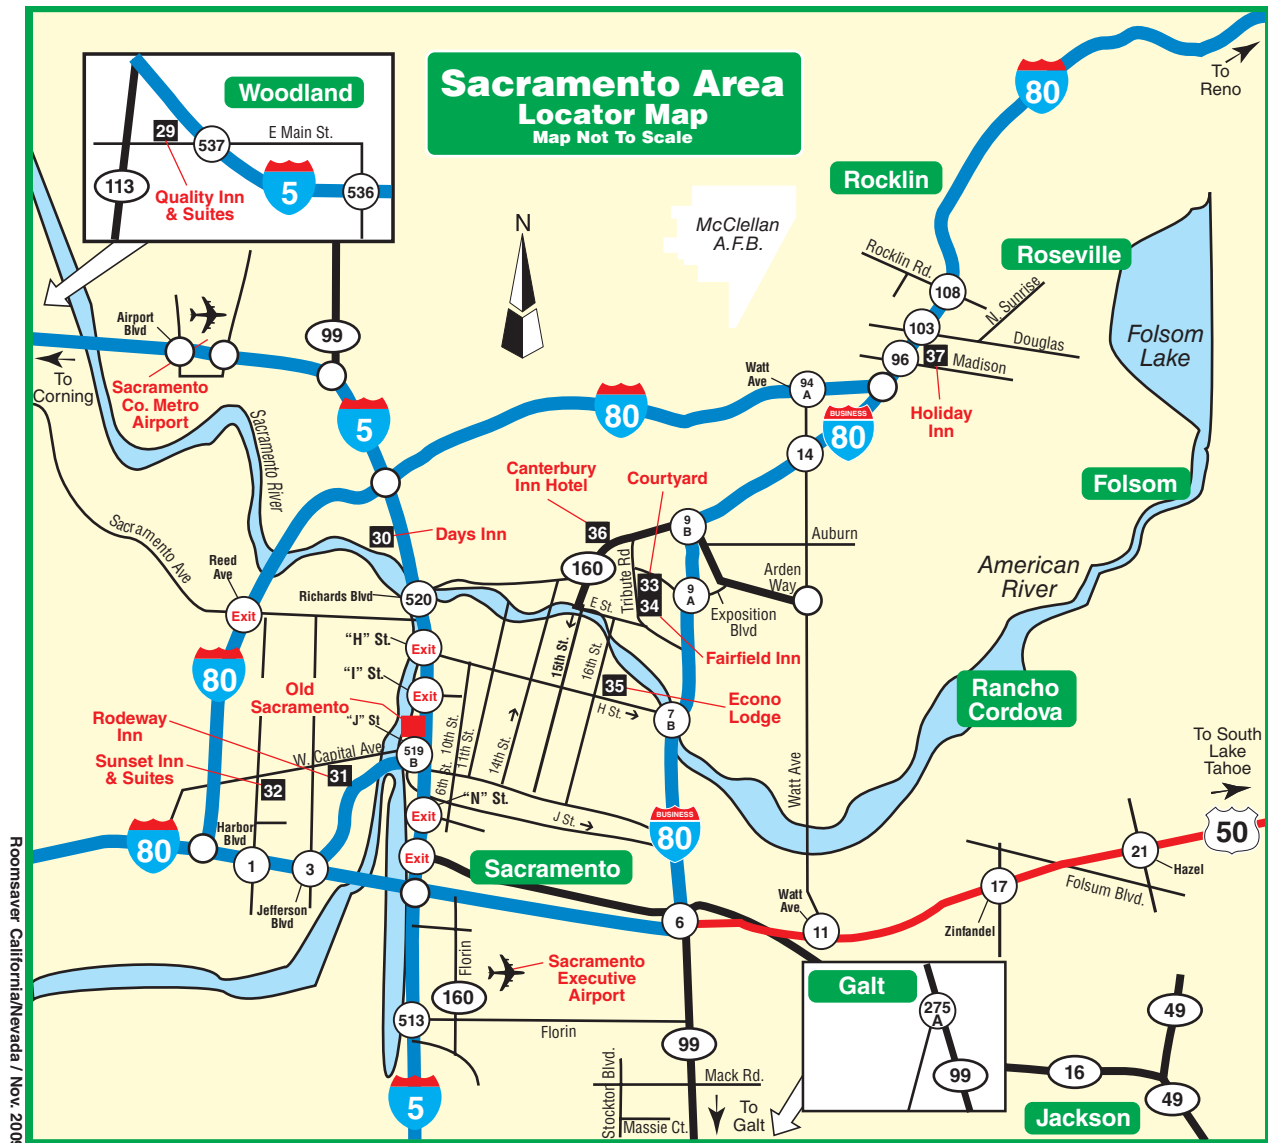 Sacramento Area
Locator Map
Map Not To Scale
Woodland
29
E Main St.
537
113
5
536
Quality Inn
& Suites
80
To
Reno
Rocklin
McClellan
A.F.B.
N
Roseville
Rocklin Rd.
108
N. Sunrise
103
Douglas
96
37
Madison
Folsom
Lake
Holiday
Inn
Airport
Blvd
99
To
Corning
Sacramento
Co. Metro
Airport
5
80
Watt
Ave
94
A
BUSINESS
80
14
Sacramento River
Canterbury
Inn Hotel
Courtyard
Folsom
30
Days Inn
36
9
B
Auburn
Sacramento Ave
Reed
Ave
160
Tribute Rd
33
34
9
A
Arden
Way
American
River
Richards Blvd
520
E St.
Exposition
Blvd
Exit
"H" St.
Exit
15th St.
16th St.
Fairfield Inn
80
"I" St.
Exit
35
Econo
Lodge
Rancho
Cordova
Old
Sacramento
H St.
7
B
Rodeway
Inn
"J" St
10th St.
11th St.
14th St.
6th St.
W. Capital Ave
519
B
Sunset Inn
& Suites
31
32
Watt Ave
To South
Lake
Tahoe
"N" St.
Exit
J St.
BUSINESS
80
50
Harbor
Blvd
80
1
3
Exit
Sacramento
21
Hazel
17
Folsum Blvd.
Jefferson
Blvd
6
Watt
Ave
11
Zinfandel
Florin
Sacramento
Executive
Airport
160
513
Florin
Galt
275
A
99
99
49
16
49
Jackson
Stockton Blvd.
Mack Rd.
Massie Ct.
To
Galt
5
Roomsaver California/Nevada / Nov. 2009